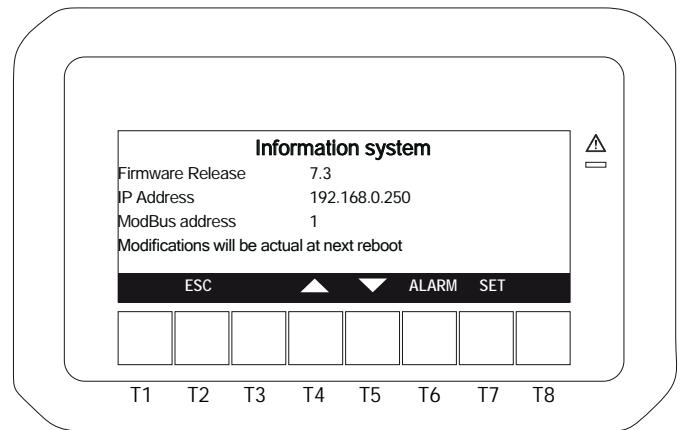 Information system
Firmware Release 7.3
IP Address 192.168.0.250
ModBus address 1
Modifications will be actual at next reboot
ESC ALARM SET
T1 T2 T3 T4 T5 T6 T7 T8